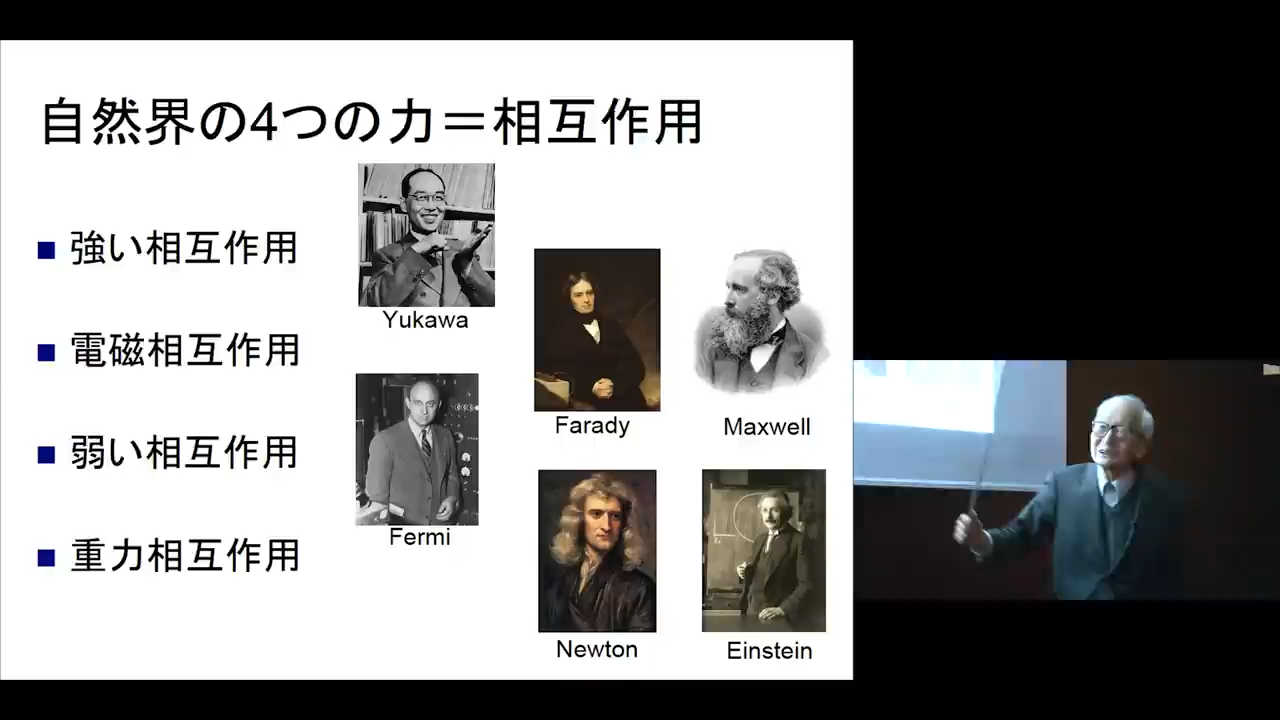 自然界の4つの力＝相互作用
強い相互作用
電磁相互作用
弱い相互作用
重力相互作用
Yukawa
Farady
Maxwell
Fermi
Newton
Einstein